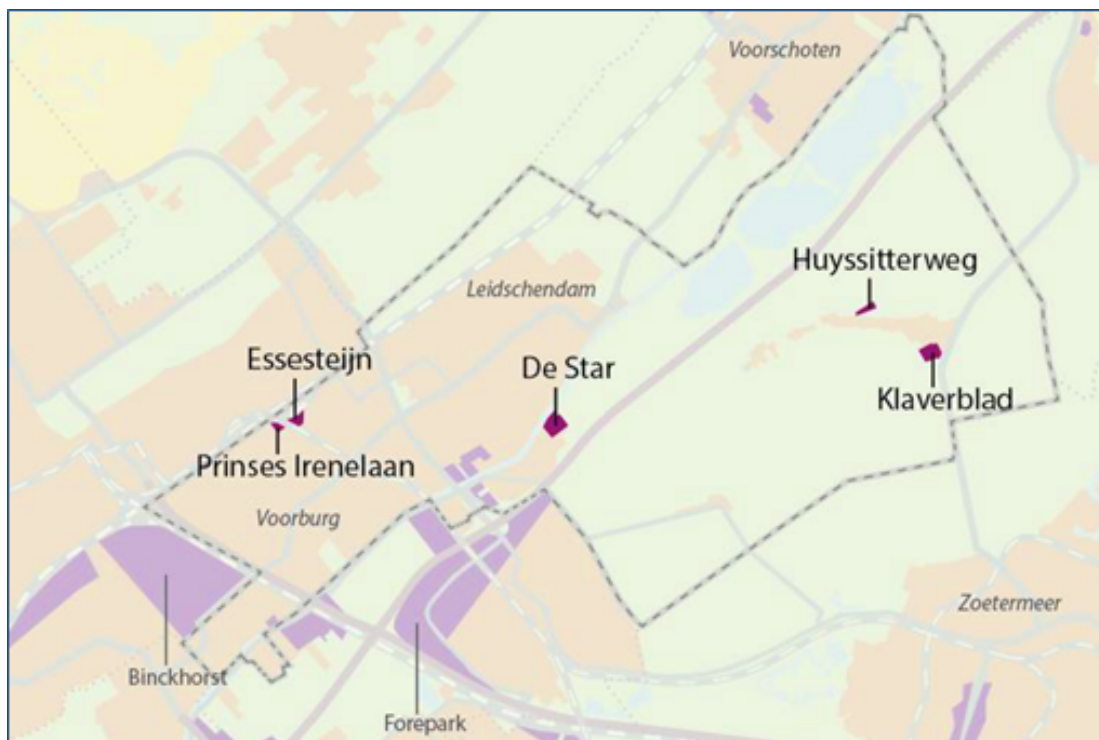 Voorschoten
Huyssitterweg
Leidschendam
Essesteijn
De Star
Klaverblad
Prinses Irenelaan
Voorburg
Zoetermeer
Binckhorst
Forepark